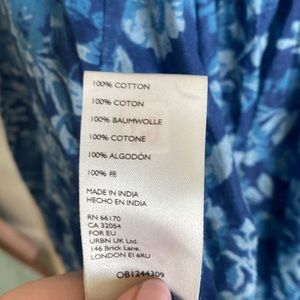 100% COTTON
100% COTON
100% BAUMWOLLE
100% COTONE
100% ALGODÓN
100% 棉
MADE IN INDIA
HECHO EN INDIA
RN 66170
CA 32054
FOR EU
URBN UK Ltd.
146 Brick Lane,
LONDON E1 6RU
OB1244309